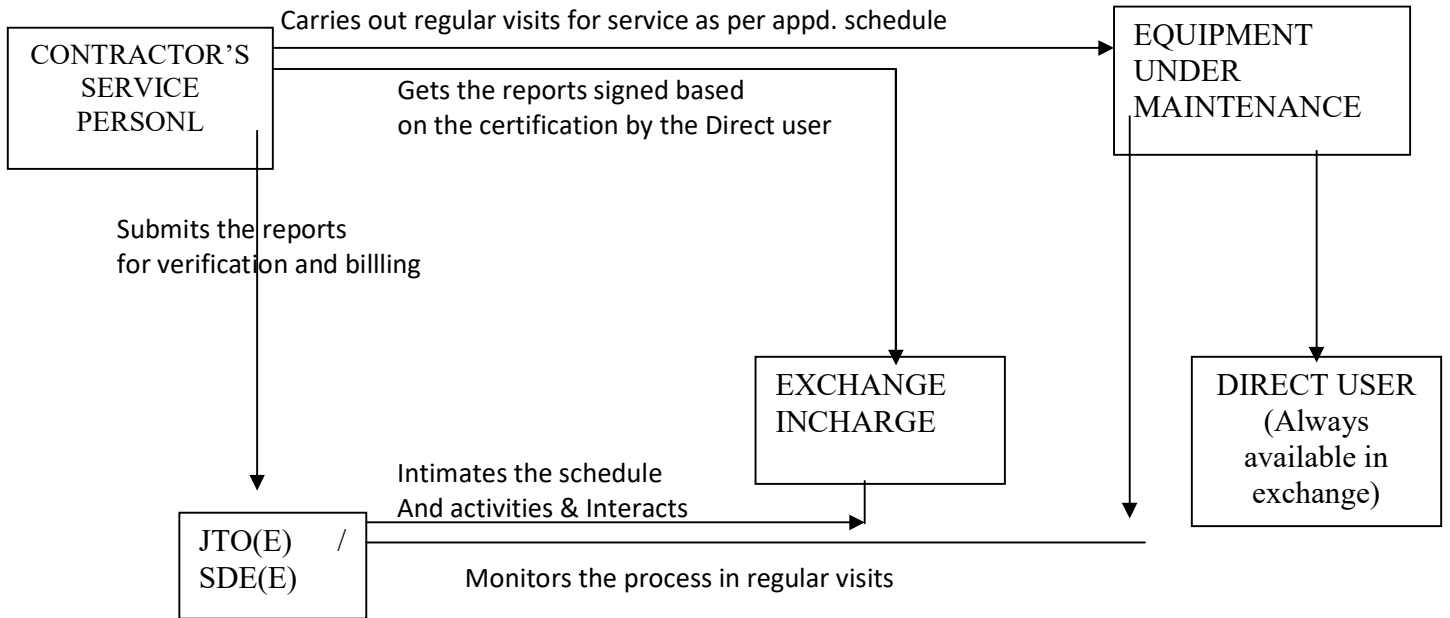 Carries out regular visits for service as per appd. schedule
CONTRACTOR’S
SERVICE
PERSONL
EQUIPMENT
UNDER
MAINTENANCE
Gets the reports signed based
on the certification by the Direct user
Submits the reports
for verification and billling
EXCHANGE
INCHARGE
DIRECT USER
(Always
available in
exchange)
Intimates the schedule
And activities & Interacts
JTO(E) /
SDE(E)
Monitors the process in regular visits